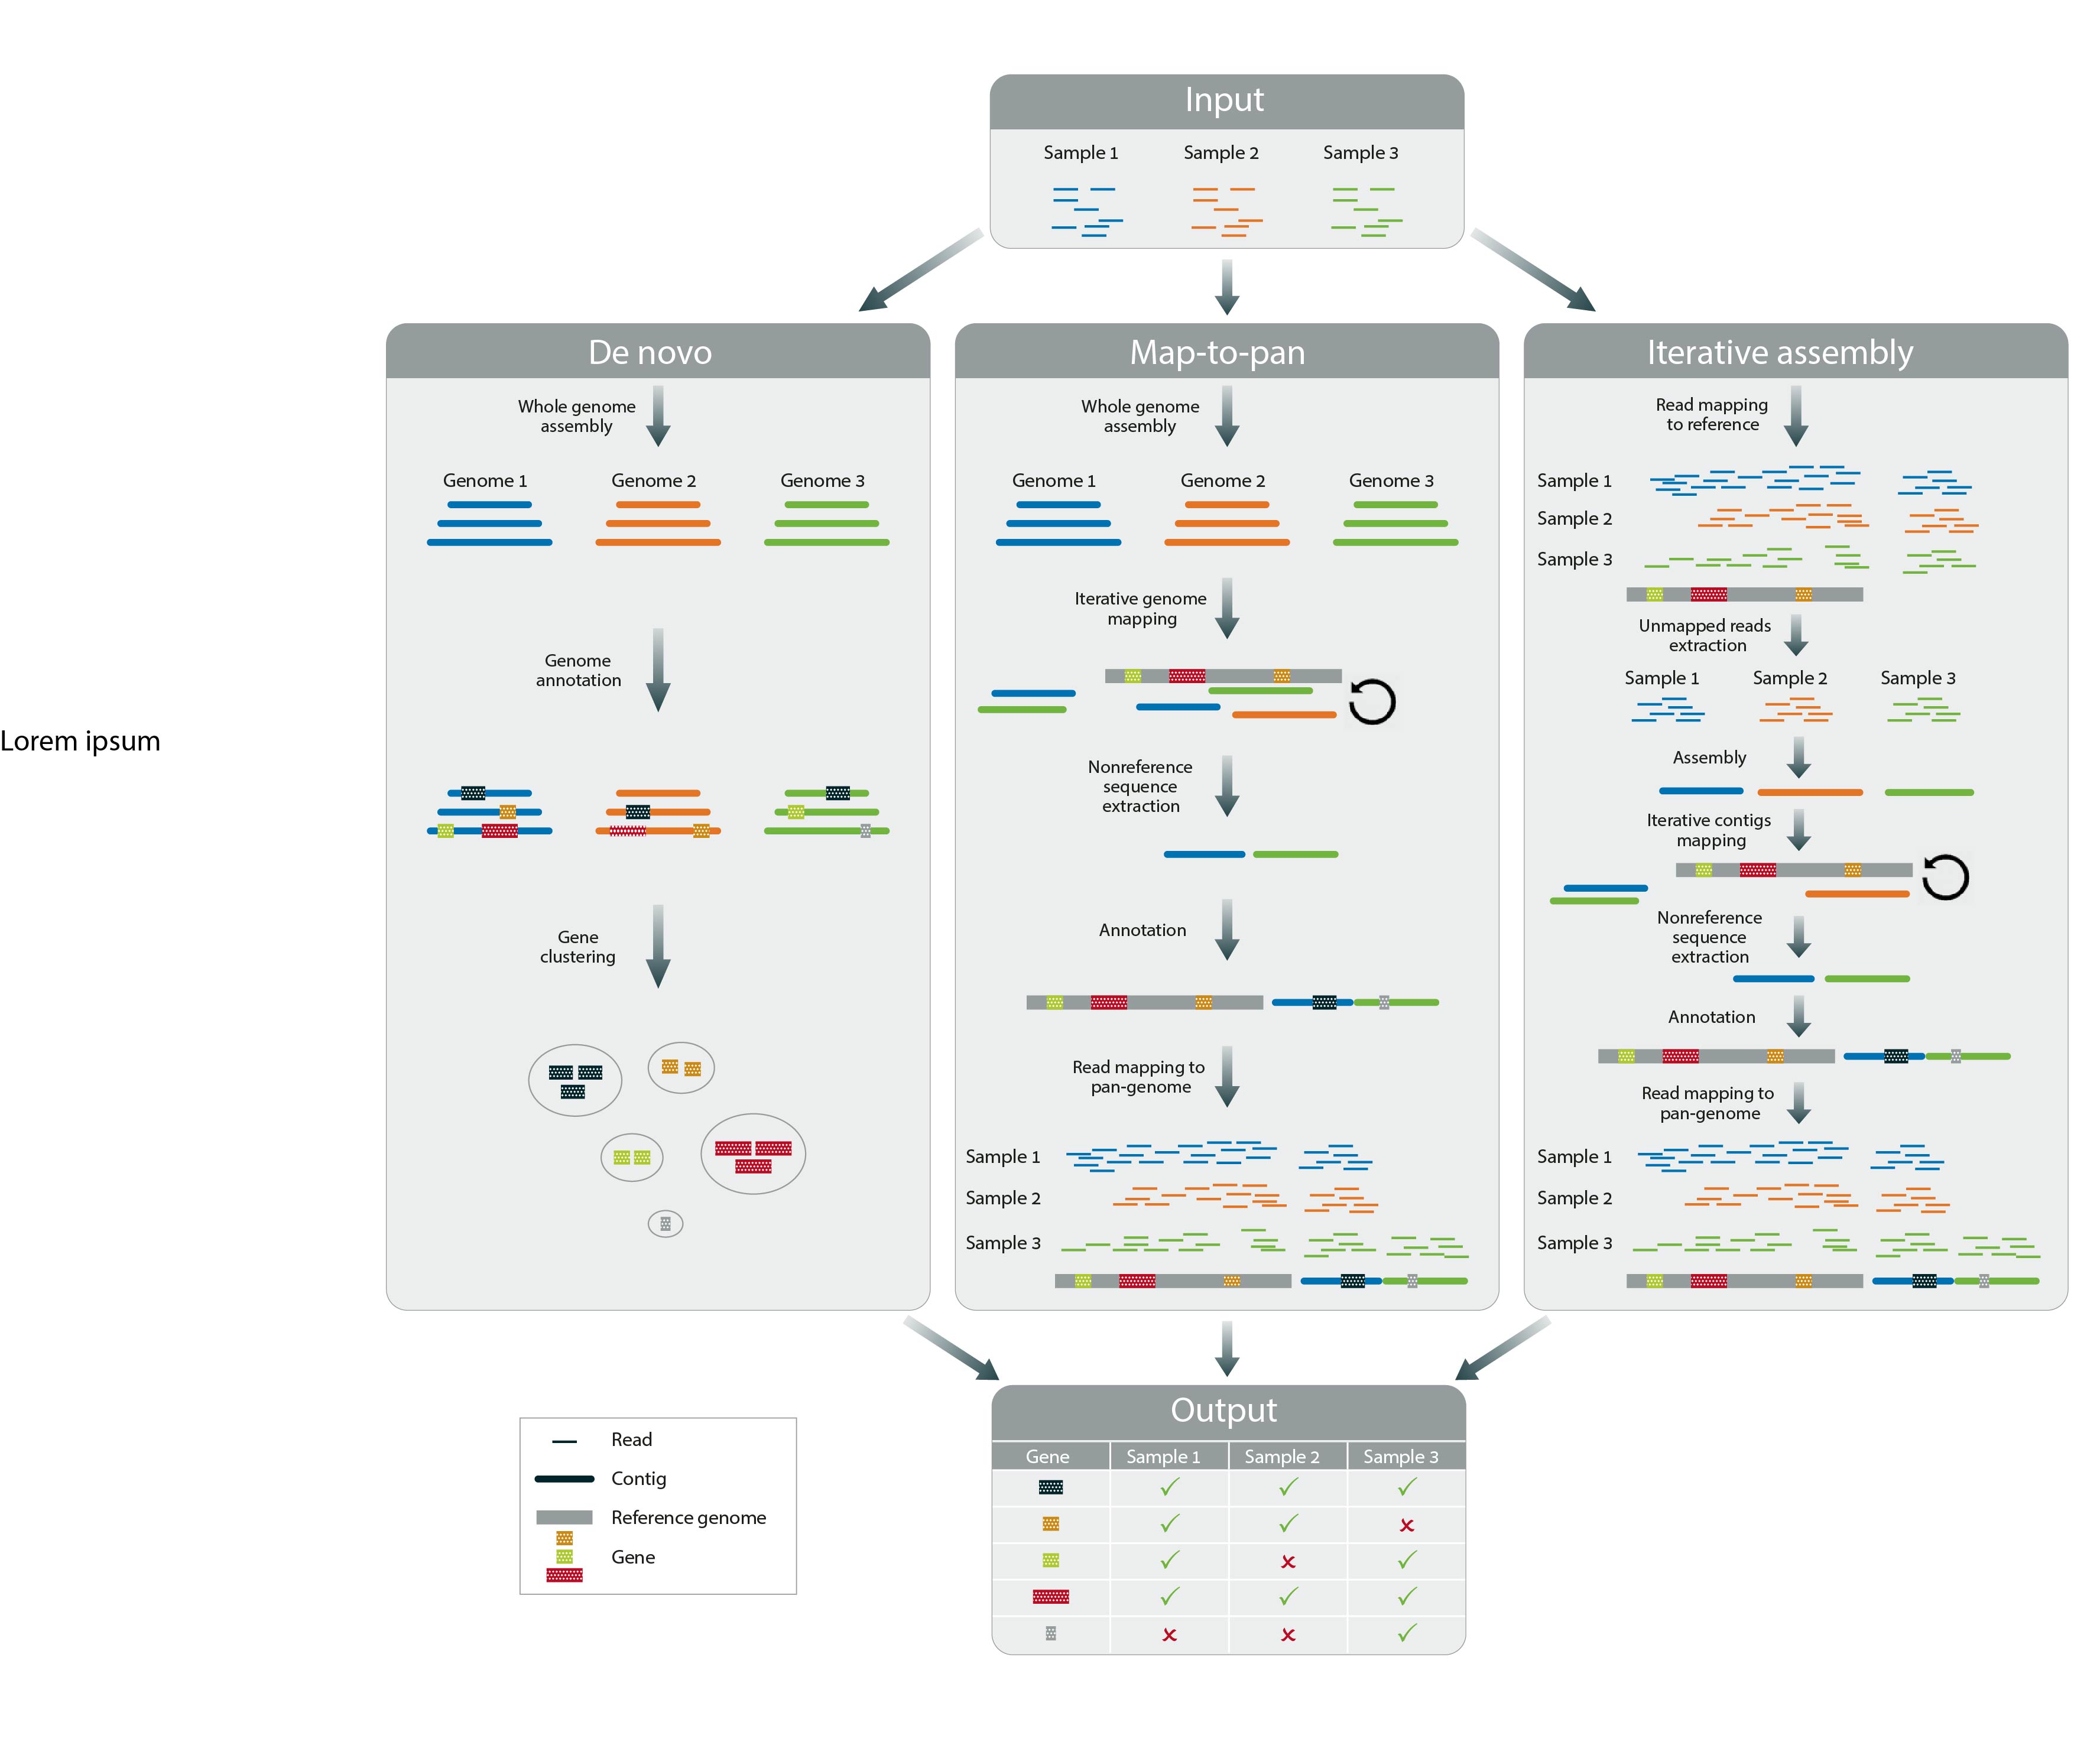 Input
Sample 1 Sample 2 Sample 3
De novo
Whole genome
assembly
Genome 1 Genome 2 Genome 3
Genome
annotation
Gene
clustering
Map-to-pan
Whole genome
assembly
Genome 1 Genome 2 Genome 3
Iterative genome
mapping
Nonreference
sequence
extraction
Annotation
Read mapping to
pan-genome
Sample 1
Sample 2
Sample 3
Iterative assembly
Read mapping
to reference
Sample 1
Sample 2
Sample 3
Unmapped reads
extraction
Sample 1 Sample 2 Sample 3
Assembly
Iterative contigs
mapping
Nonreference
sequence
extraction
Annotation
Read mapping to
pan-genome
Sample 1
Sample 2
Sample 3
Lorem ipsum
Read
Contig
Reference genome
Gene
Output
Gene Sample 1 Sample 2 Sample 3